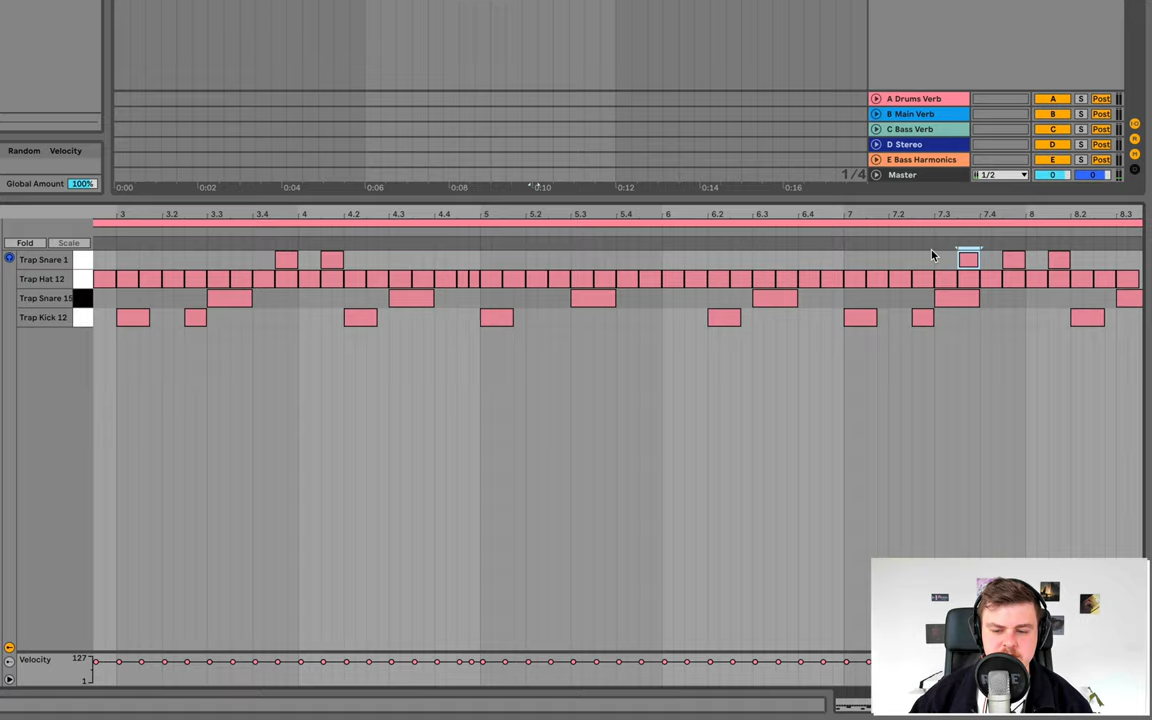 A Drums Verb A S Post
B Main Verb B S Post
C Bass Verb C S Post
D Stereo D S Post
E Bass Harmonics E S Post
Master 1/2 0 0
Random Velocity
Global Amount 100%
0:00 0:02 0:04 0:06 0:08 0:10 0:12 0:14 0:16 1/4
3 3.2 3.3 3.4 4 4.2 4.3 4.4 5 5.2 5.3 5.4 6 6.2 6.3 6.4 7 7.2 7.3 7.4 8 8.2 8.3
Fold Scale
Trap Snare 1
Trap Hat 12
Trap Snare 15
Trap Kick 12
Velocity 127
1